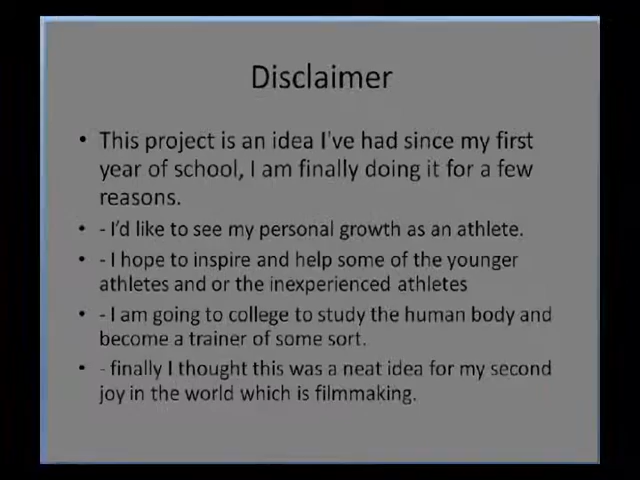 Disclaimer
• This project is an idea I've had since my first
year of school, I am finally doing it for a few
reasons.
• - I'd like to see my personal growth as an athlete.
• - I hope to inspire and help some of the younger
athletes and or the inexperienced athletes
• - I am going to college to study the human body and
become a trainer of some sort.
• - finally I thought this was a neat idea for my second
joy in the world which is filmmaking.